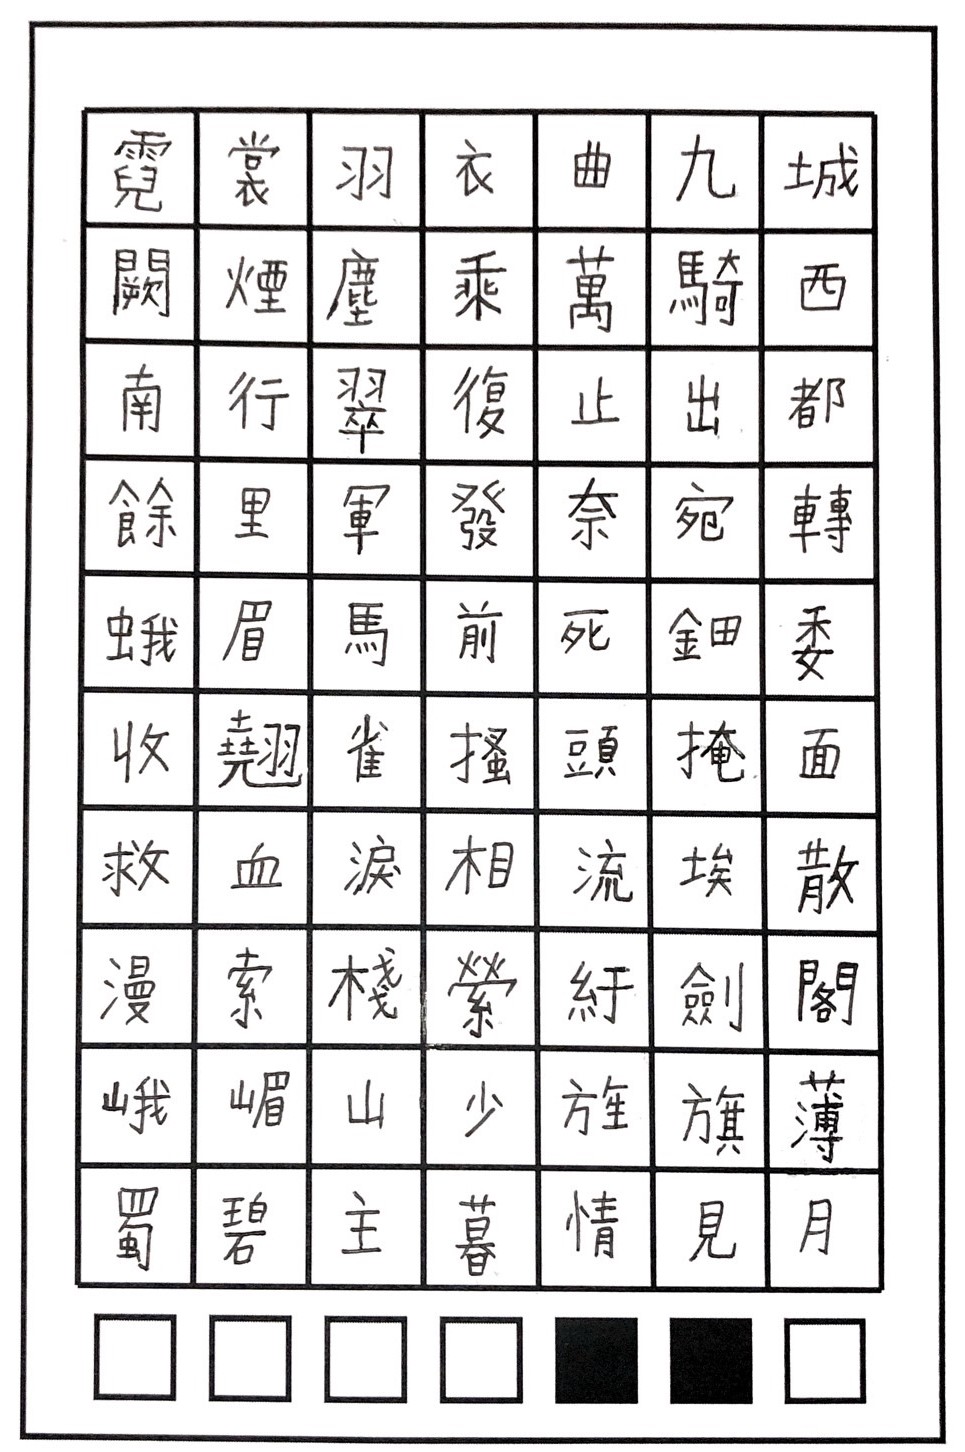 霓裳羽衣曲九城
闕煙塵乘萬騎西
南行翠復止出都
餘里軍發奈宛轉
蛾眉馬前死鈿委
收翹雀搔頭掩面
救血淚相流埃散
漫索棧縈紆劍閣
峨嵋山少旌旗薄
蜀碧主暮情見月